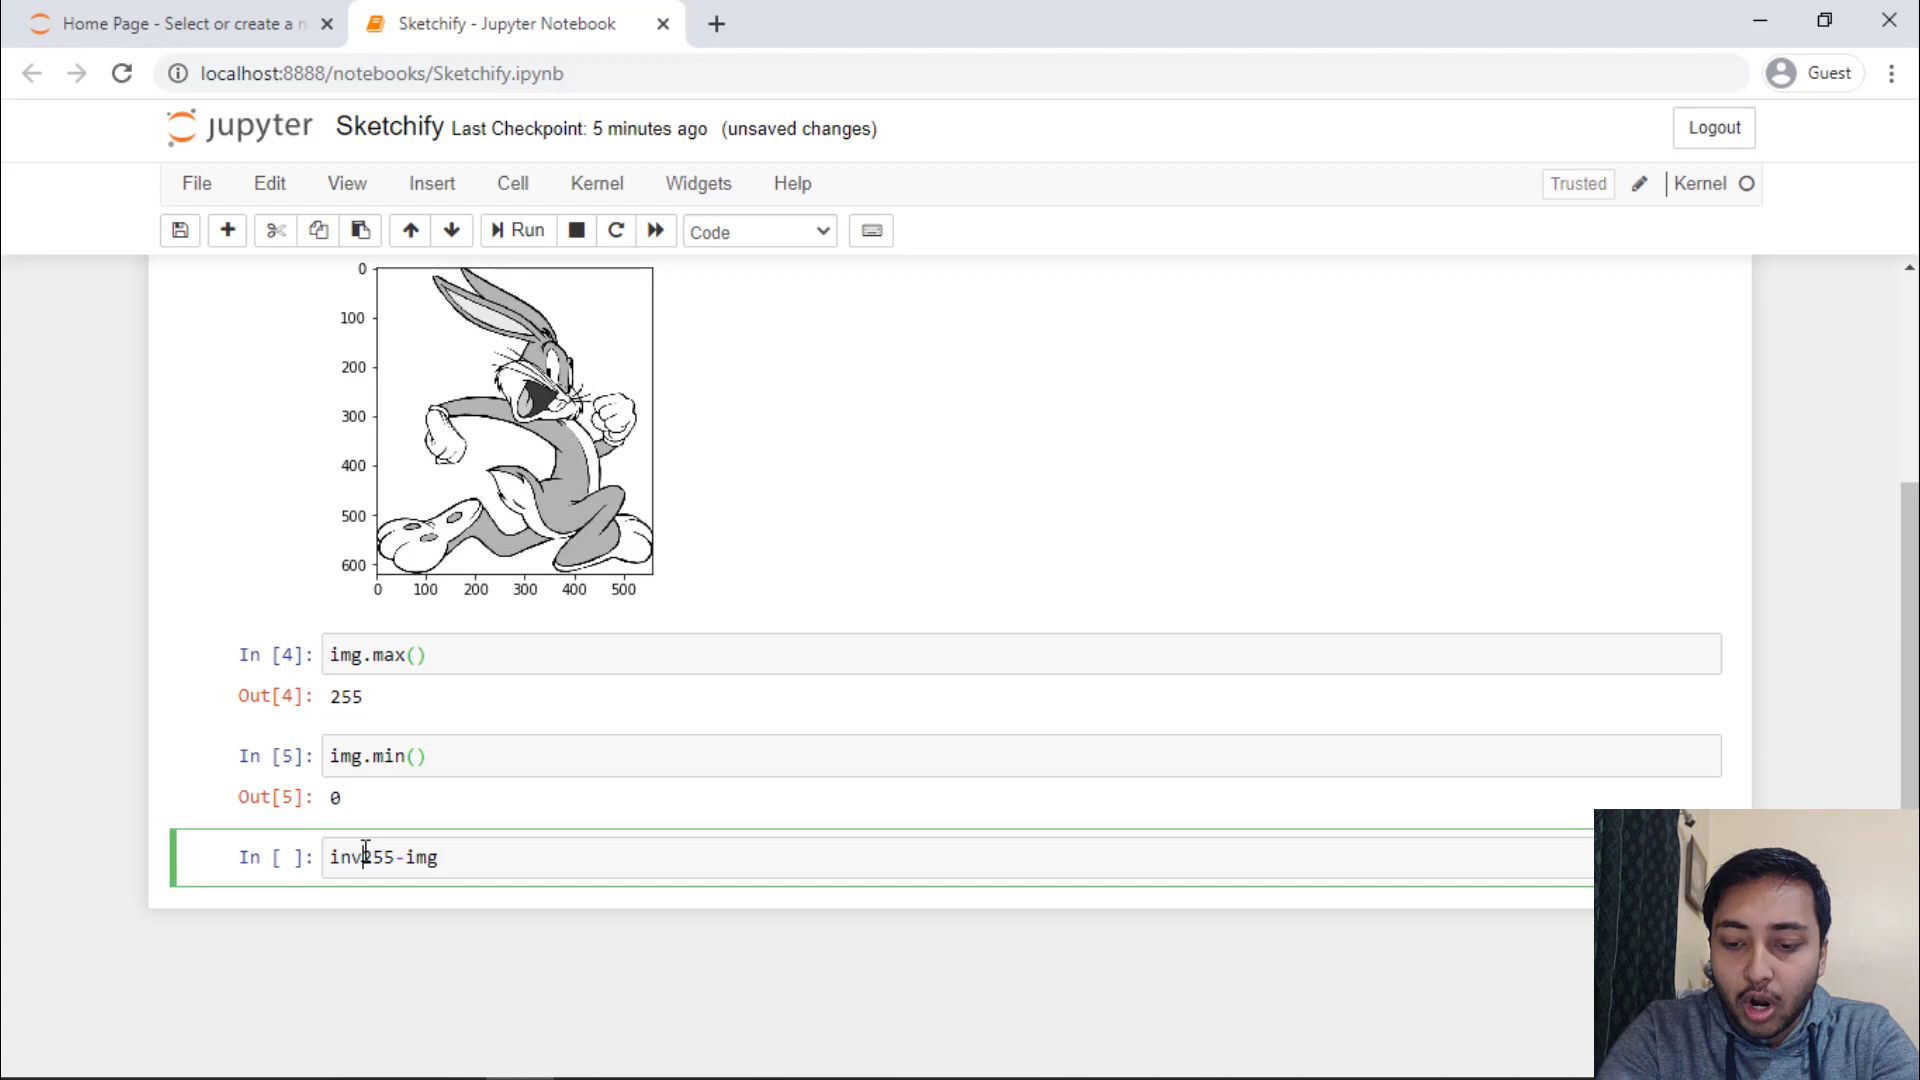 Home Page - Select or create a n
Sketchify - Jupyter Notebook
localhost:8888/notebooks/Sketchify.ipynb
Guest
jupyter Sketchify Last Checkpoint: 5 minutes ago (unsaved changes)
Logout
File Edit View Insert Cell Kernel Widgets Help
Trusted Kernel
Run Code
0
100
200
300
400
500
600
0 100 200 300 400 500
In [4]: img.max()
Out[4]: 255
In [5]: img.min()
Out[5]: 0
In [ ]: inv255-img